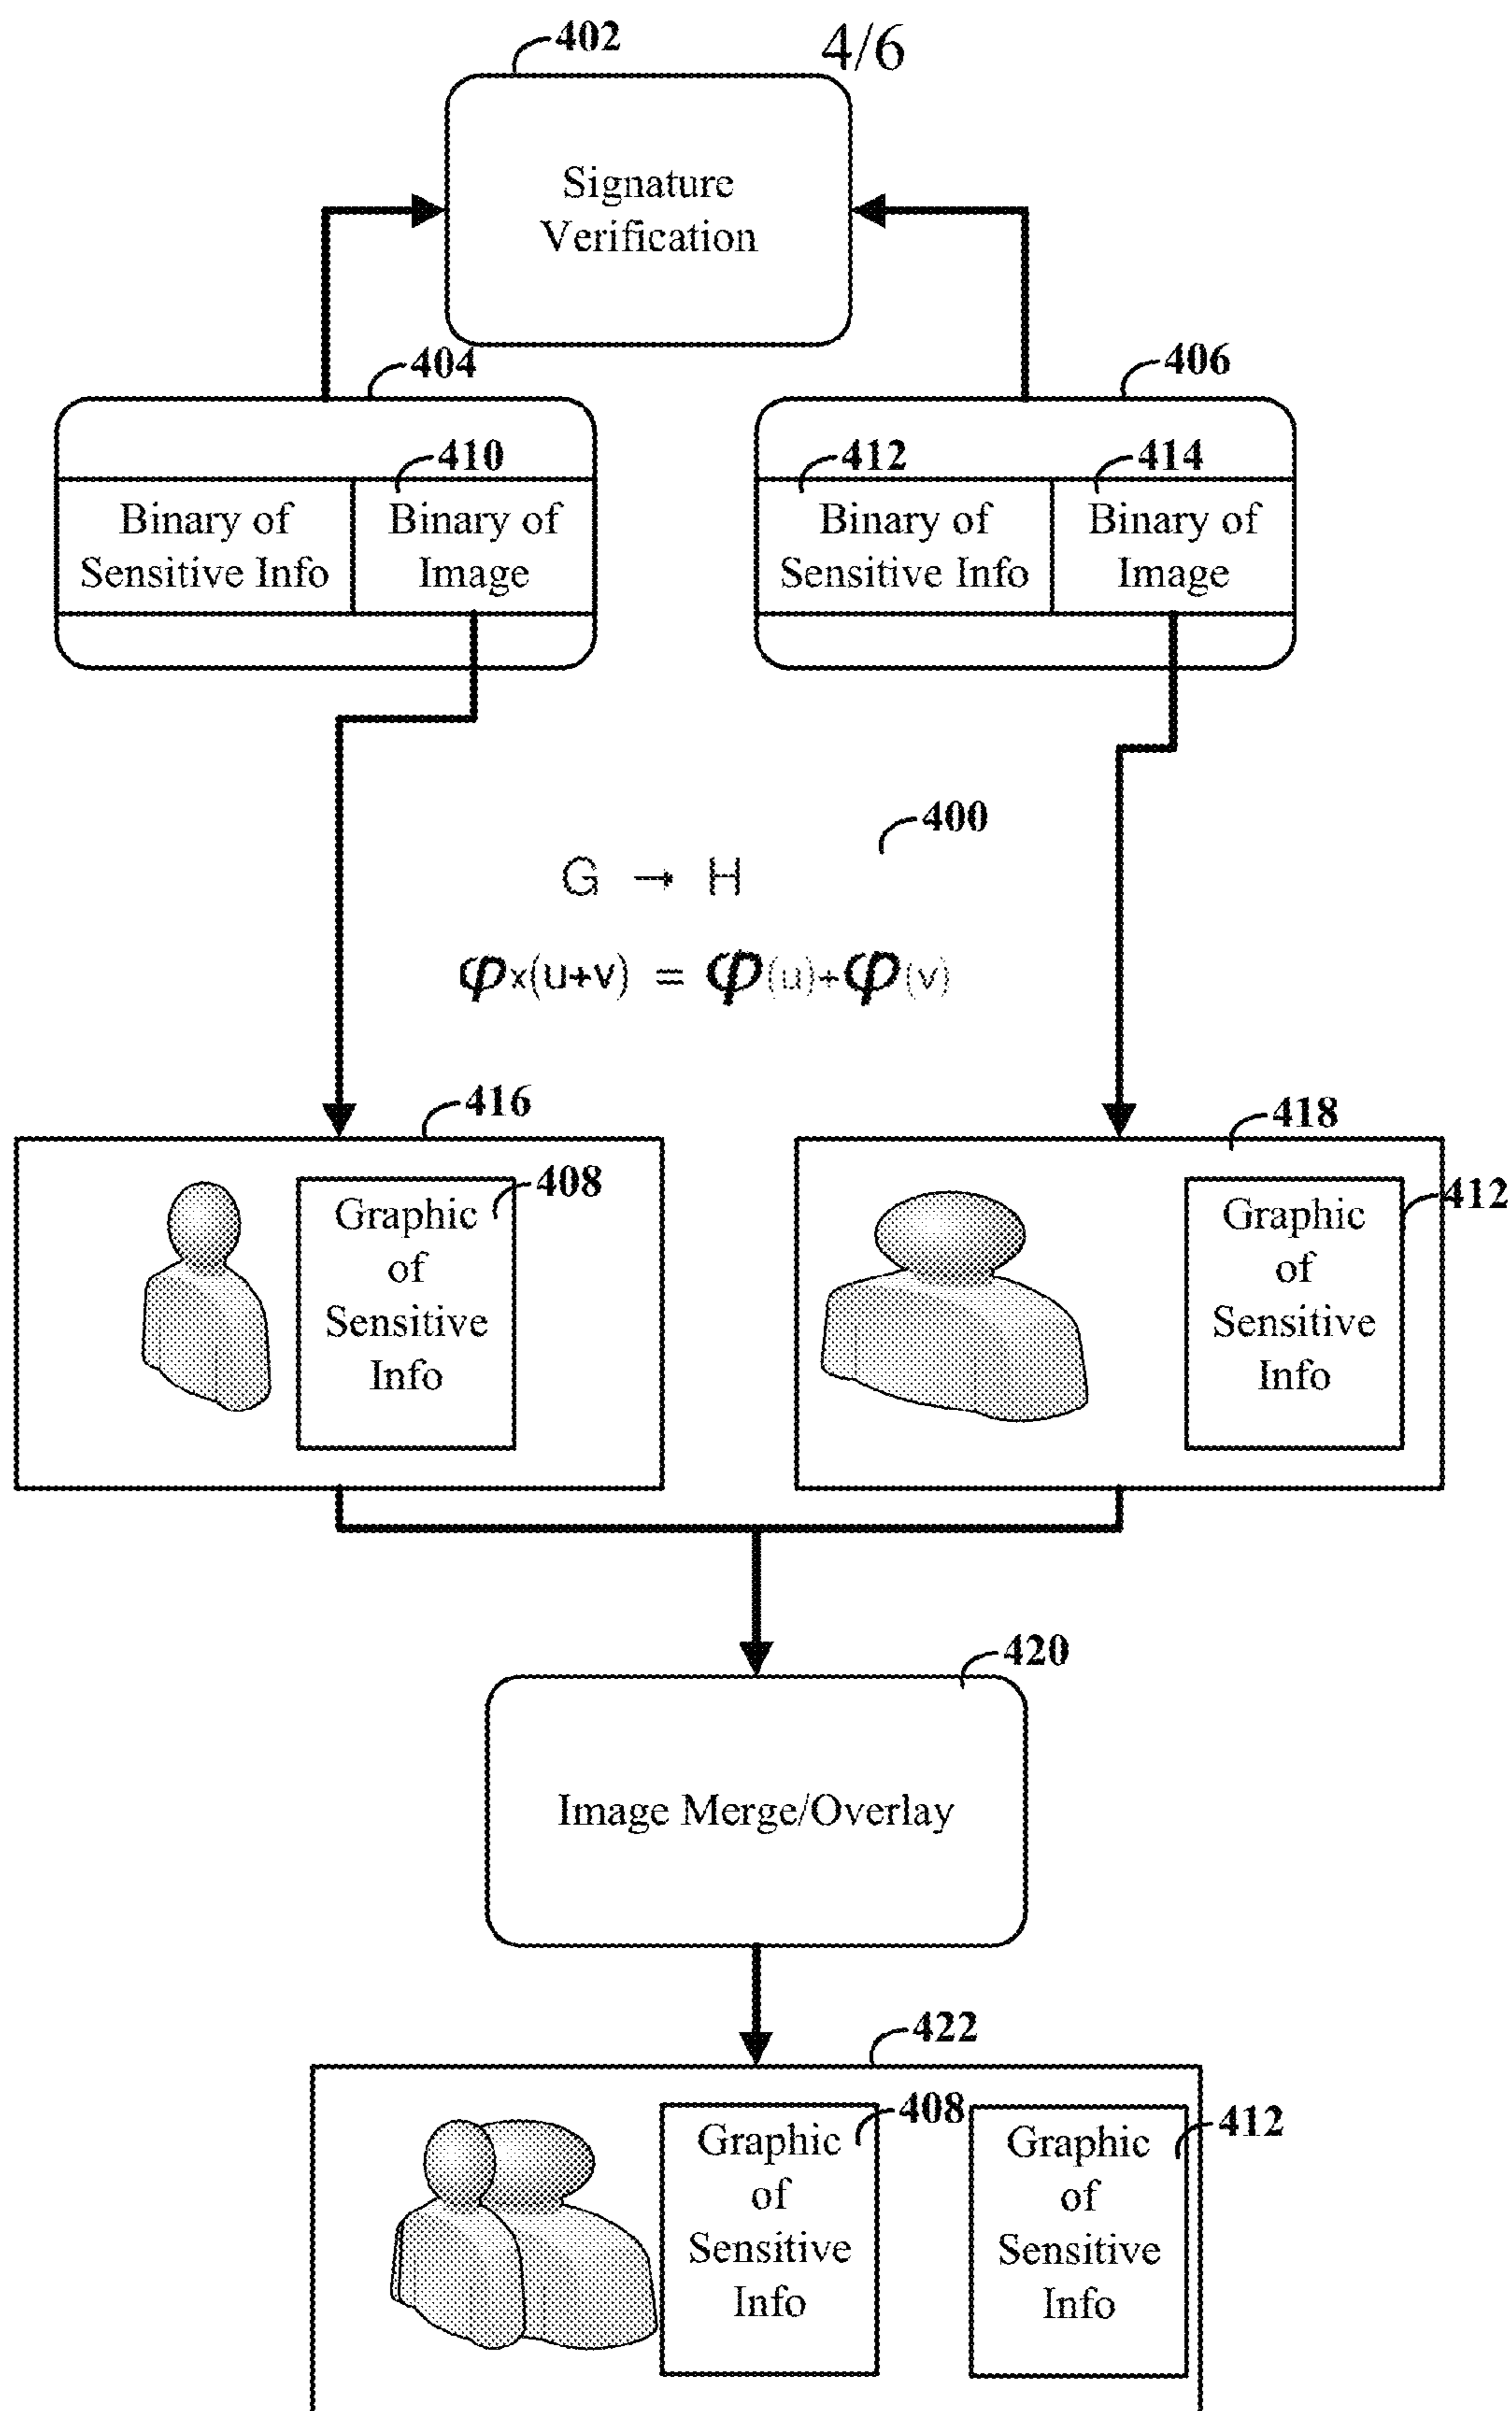 402
4/6
Signature
Verification
404
406
410
412
414
Binary of
Sensitive Info
Binary of
Image
Binary of
Sensitive Info
Binary of
Image
400
G → H
φx(u+v) = φ(u)+φ(v)
416
418
408
412
Graphic
of
Sensitive
Info
Graphic
of
Sensitive
Info
420
Image Merge/Overlay
422
408
412
Graphic
of
Sensitive
Info
Graphic
of
Sensitive
Info